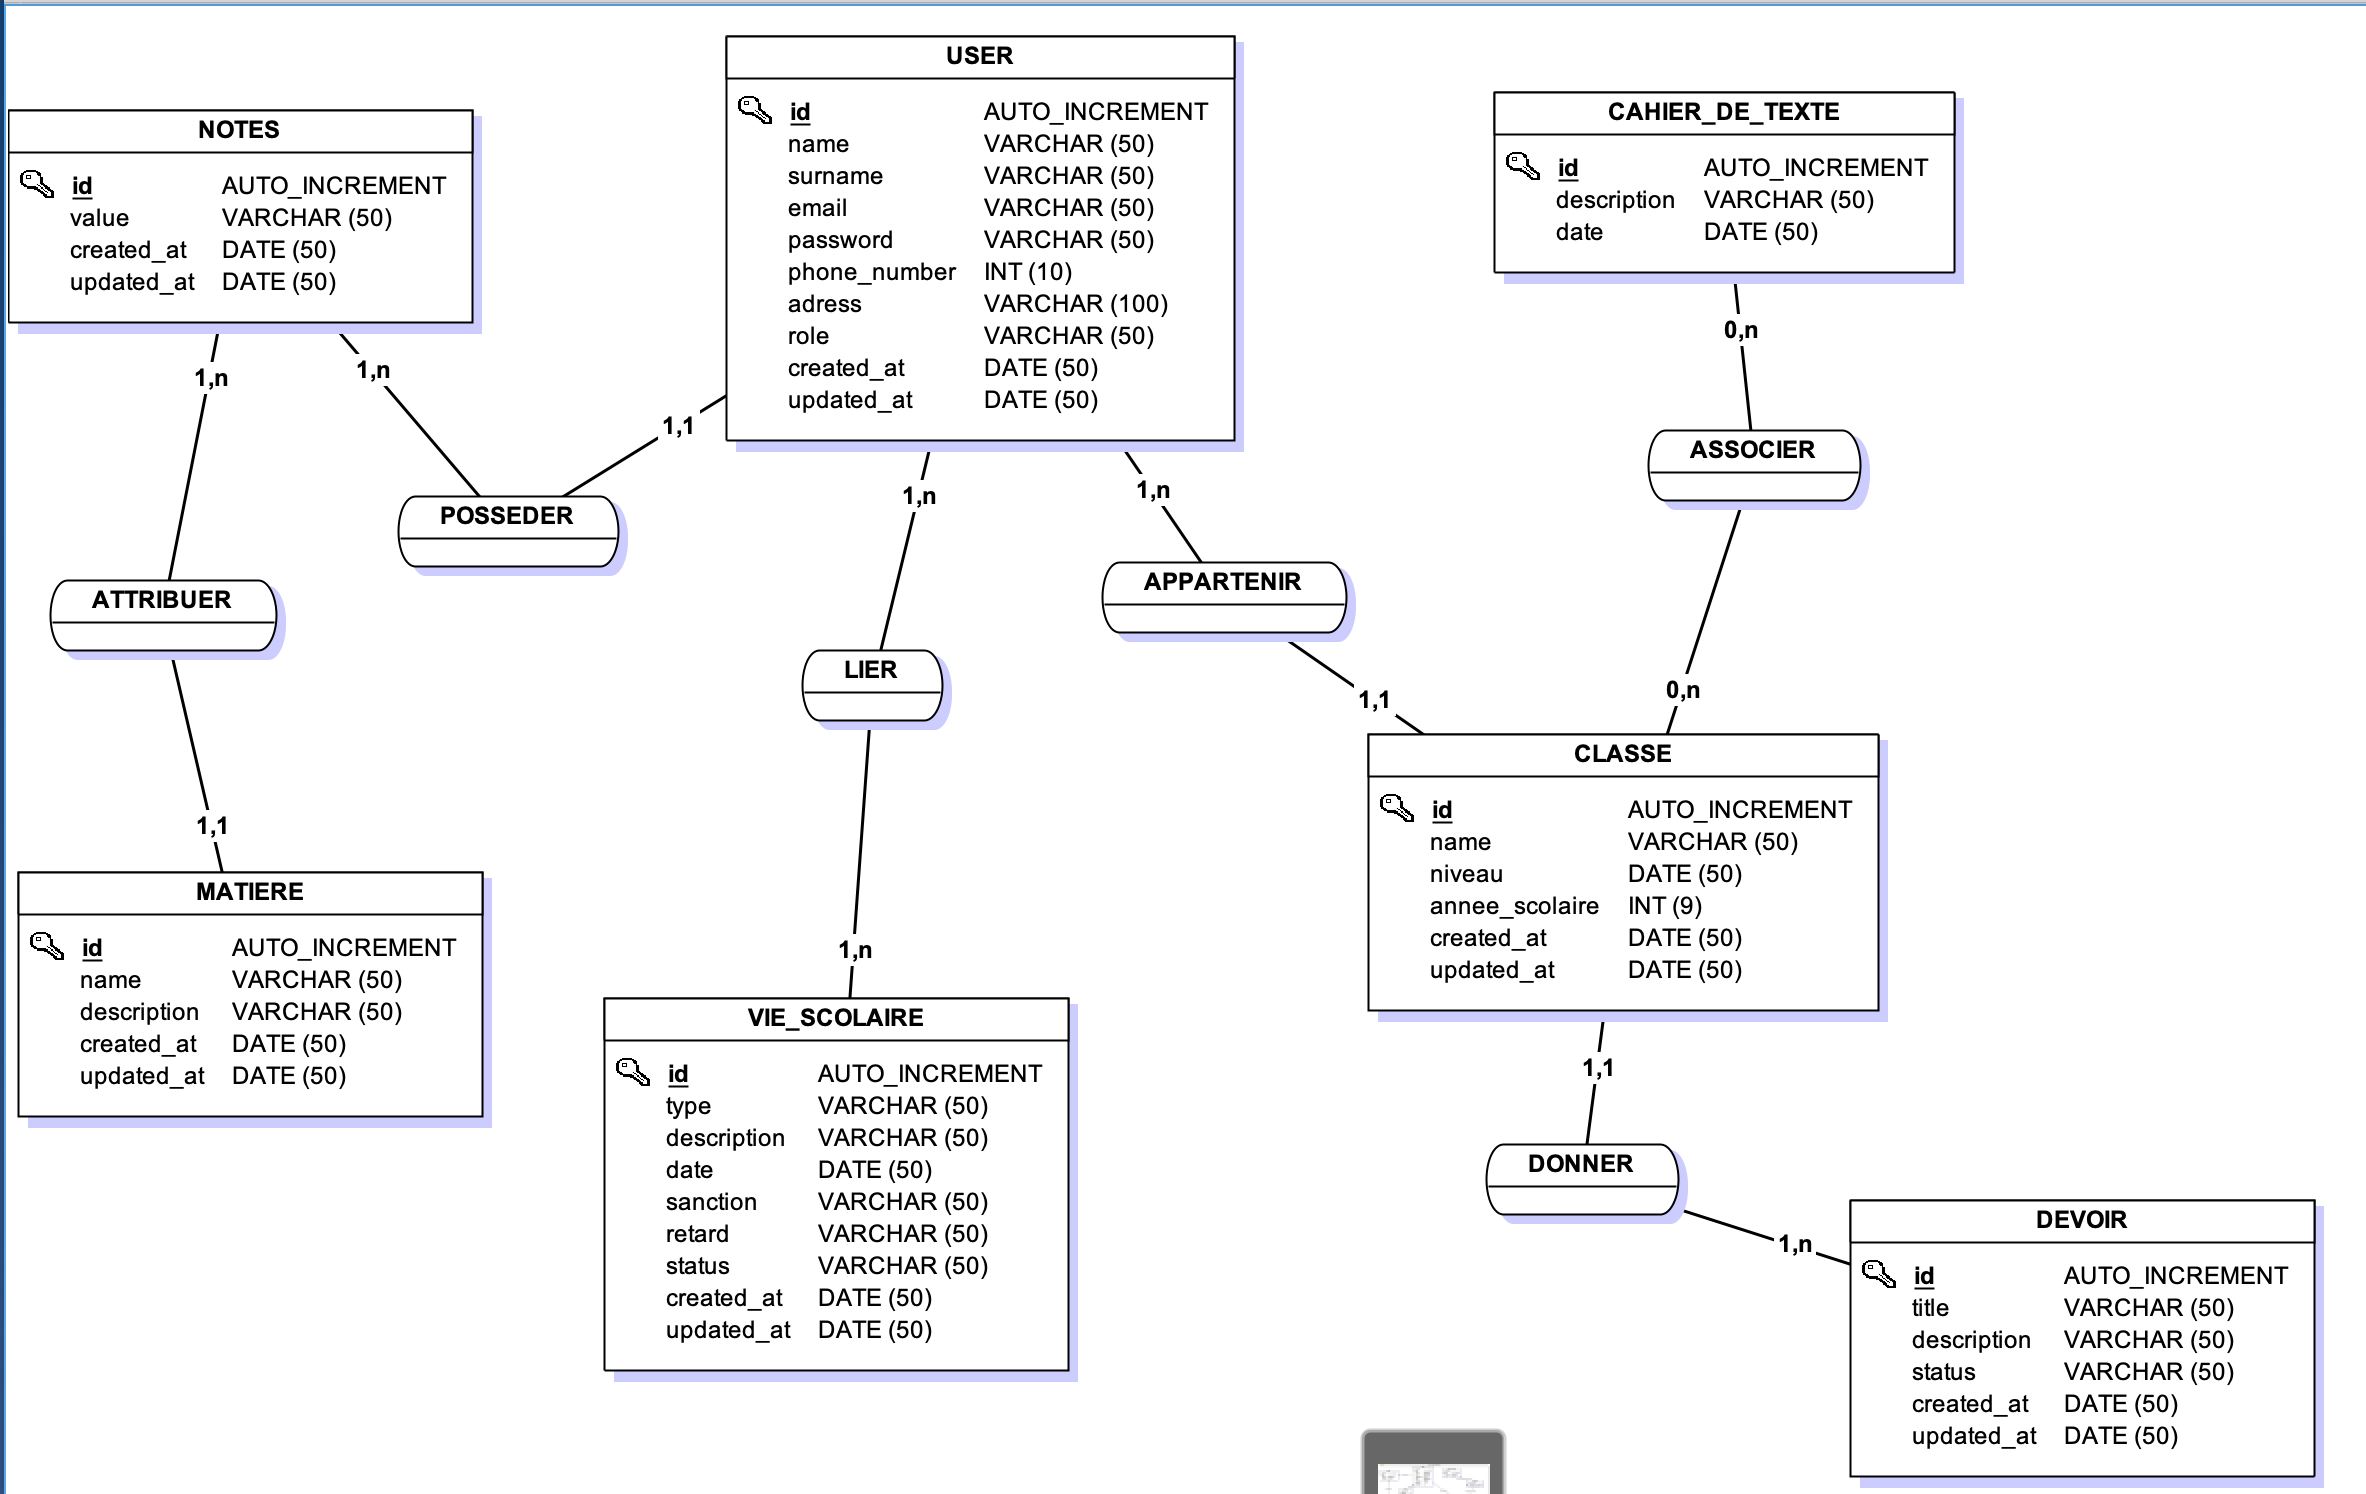 USER
id AUTO_INCREMENT
name VARCHAR (50)
surname VARCHAR (50)
email VARCHAR (50)
password VARCHAR (50)
phone_number INT (10)
adress VARCHAR (100)
role VARCHAR (50)
created_at DATE (50)
updated_at DATE (50)
NOTES
id AUTO_INCREMENT
value VARCHAR (50)
created_at DATE (50)
updated_at DATE (50)
CAHIER_DE_TEXTE
id AUTO_INCREMENT
description VARCHAR (50)
date DATE (50)
1,n
1,n
1,1
1,n
1,n
0,n
POSSEDER
ASSOCIER
ATTRIBUER
APPARTENIR
LIER
1,1
0,n
1,1
1,n
MATIERE
id AUTO_INCREMENT
name VARCHAR (50)
description VARCHAR (50)
created_at DATE (50)
updated_at DATE (50)
CLASSE
id AUTO_INCREMENT
name VARCHAR (50)
niveau DATE (50)
annee_scolaire INT (9)
created_at DATE (50)
updated_at DATE (50)
VIE_SCOLAIRE
id AUTO_INCREMENT
type VARCHAR (50)
description VARCHAR (50)
date DATE (50)
sanction VARCHAR (50)
retard VARCHAR (50)
status VARCHAR (50)
created_at DATE (50)
updated_at DATE (50)
1,1
DONNER
1,n
DEVOIR
id AUTO_INCREMENT
title VARCHAR (50)
description VARCHAR (50)
status VARCHAR (50)
created_at DATE (50)
updated_at DATE (50)